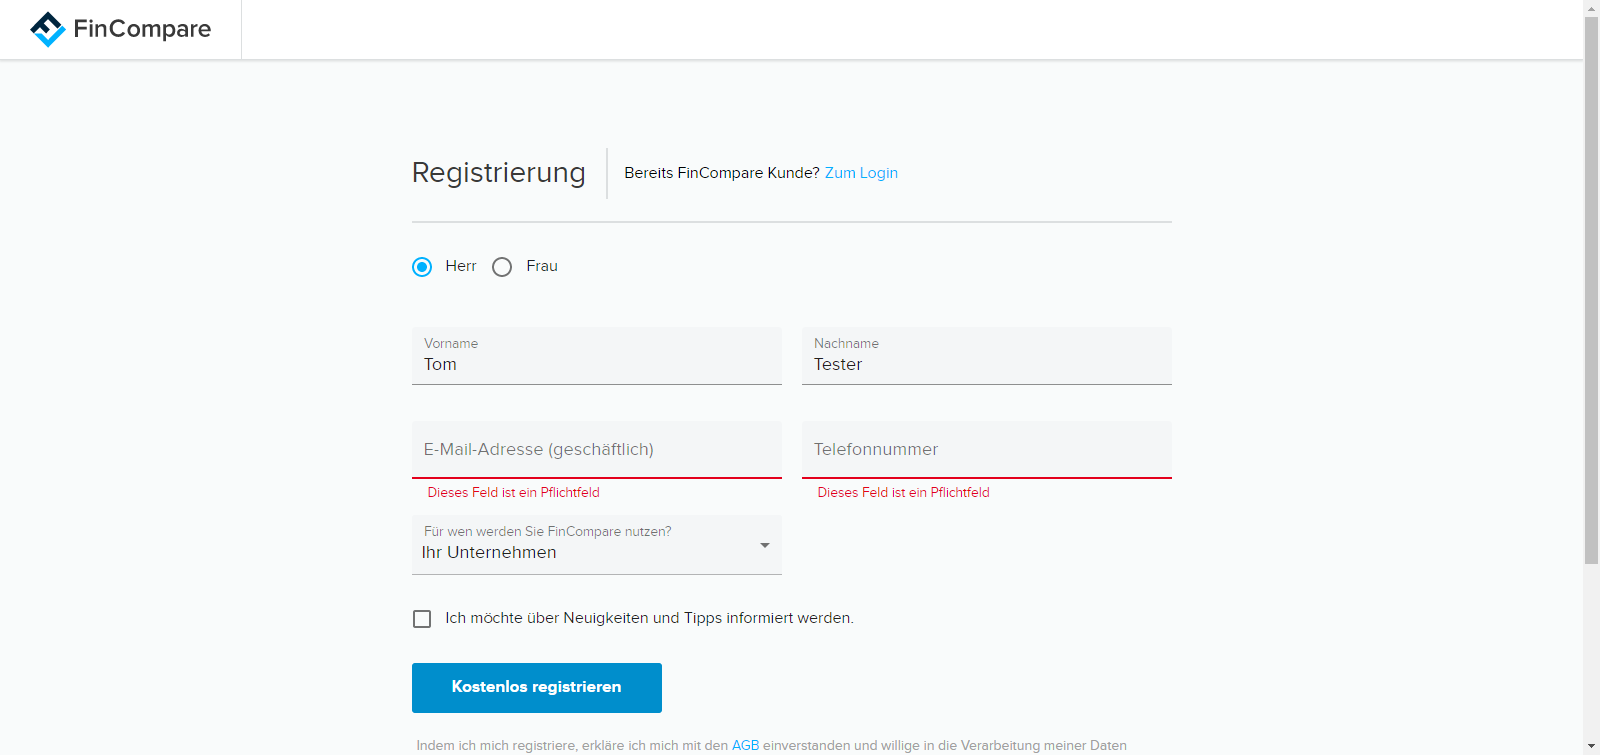 FinCompare
Registrierung
Bereits FinCompare Kunde? Zum Login
Herr
Frau
Vorname
Tom
Nachname
Tester
E-Mail-Adresse (geschäftlich)
Dieses Feld ist ein Pflichtfeld
Telefonnummer
Dieses Feld ist ein Pflichtfeld
Für wen werden Sie FinCompare nutzen?
Ihr Unternehmen
Ich möchte über Neuigkeiten und Tipps informiert werden.
Kostenlos registrieren
Indem ich mich registriere, erkläre ich mich mit den AGB einverstanden und willige in die Verarbeitung meiner Daten